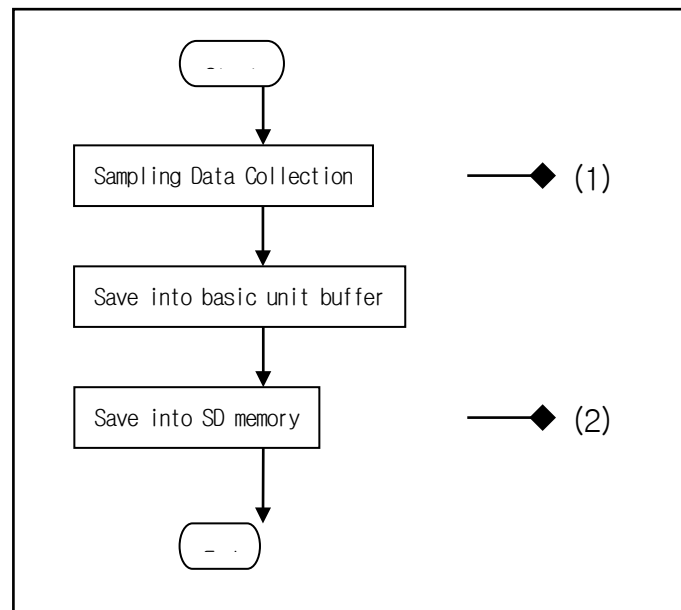 Sampling Data Collection
(1)
Save into basic unit buffer
Save into SD memory
(2)